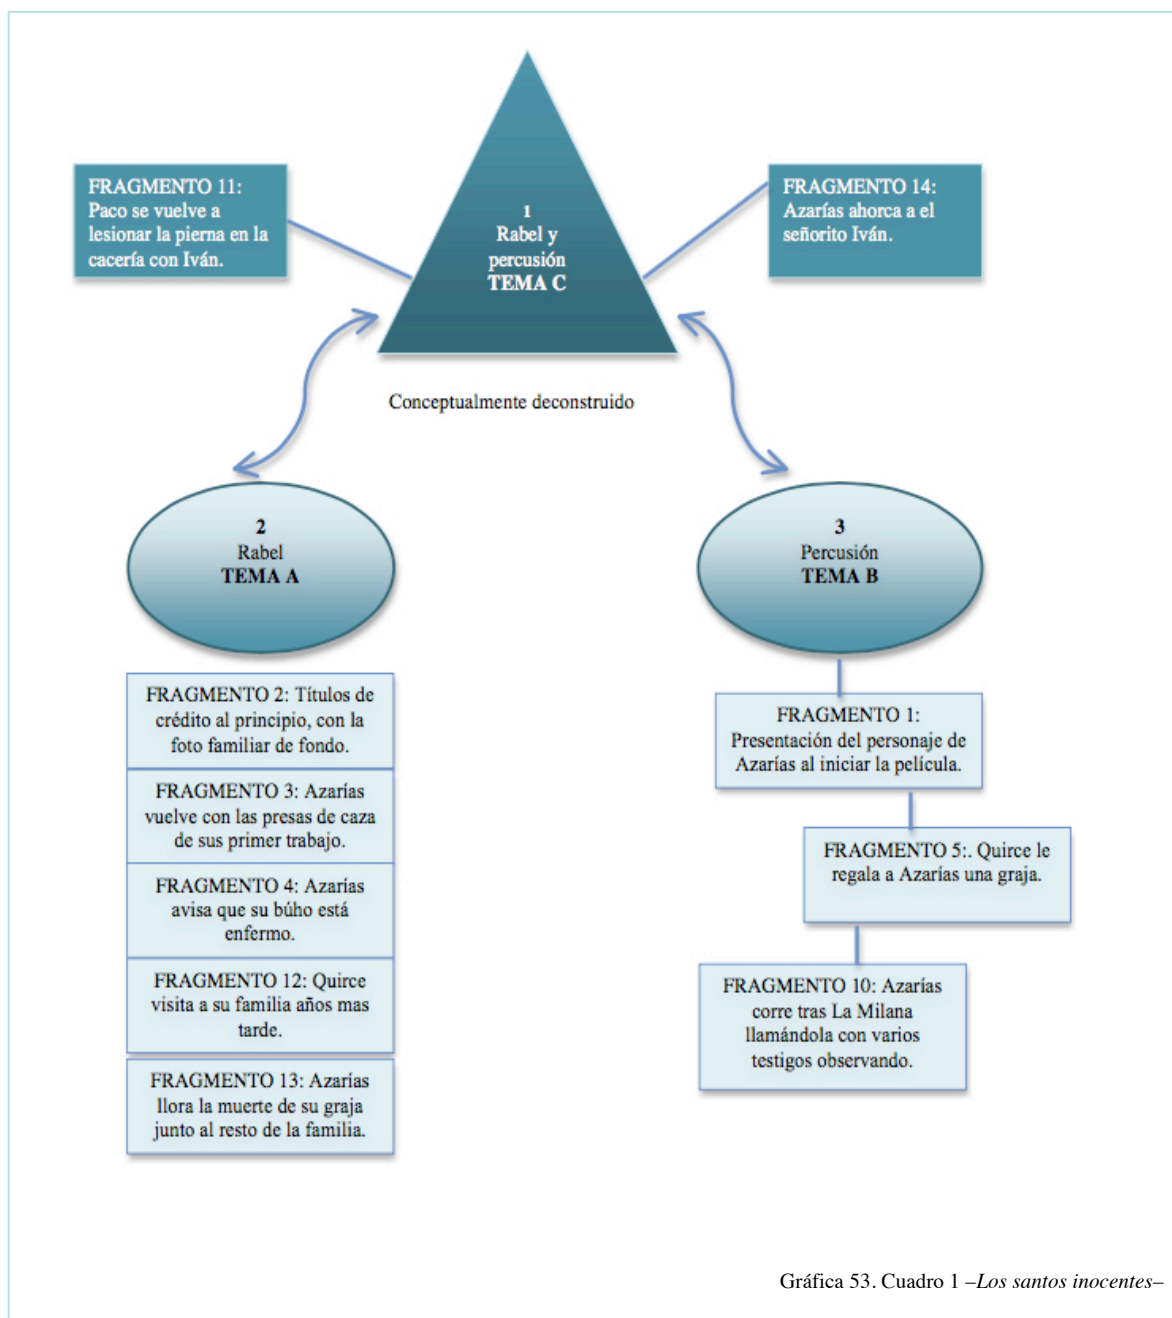 FRAGMENTO 11:
Paco se vuelve a
lesionar la pierna en la
cacería con Iván.
1
Rabel y
percusión
TEMA C
FRAGMENTO 14:
Azarías ahorca a el
señorito Iván.
Conceptualmente deconstruido
2
Rabel
TEMA A
3
Percusión
TEMA B
FRAGMENTO 2: Títulos de
crédito al principio, con la
foto familiar de fondo.
FRAGMENTO 3: Azarías
vuelve con las presas de caza
de sus primer trabajo.
FRAGMENTO 4: Azarías
avisa que su búho está
enfermo.
FRAGMENTO 12: Quirce
visita a su familia años mas
tarde.
FRAGMENTO 13: Azarías
llora la muerte de su graja
junto al resto de la familia.
FRAGMENTO 1:
Presentación del personaje de
Azarías al iniciar la película.
FRAGMENTO 5:. Quirce le
regala a Azarías una graja.
FRAGMENTO 10: Azarías
corre tras La Milana
llamándola con varios
testigos observando.
Gráfica 53. Cuadro 1 –Los santos inocentes–